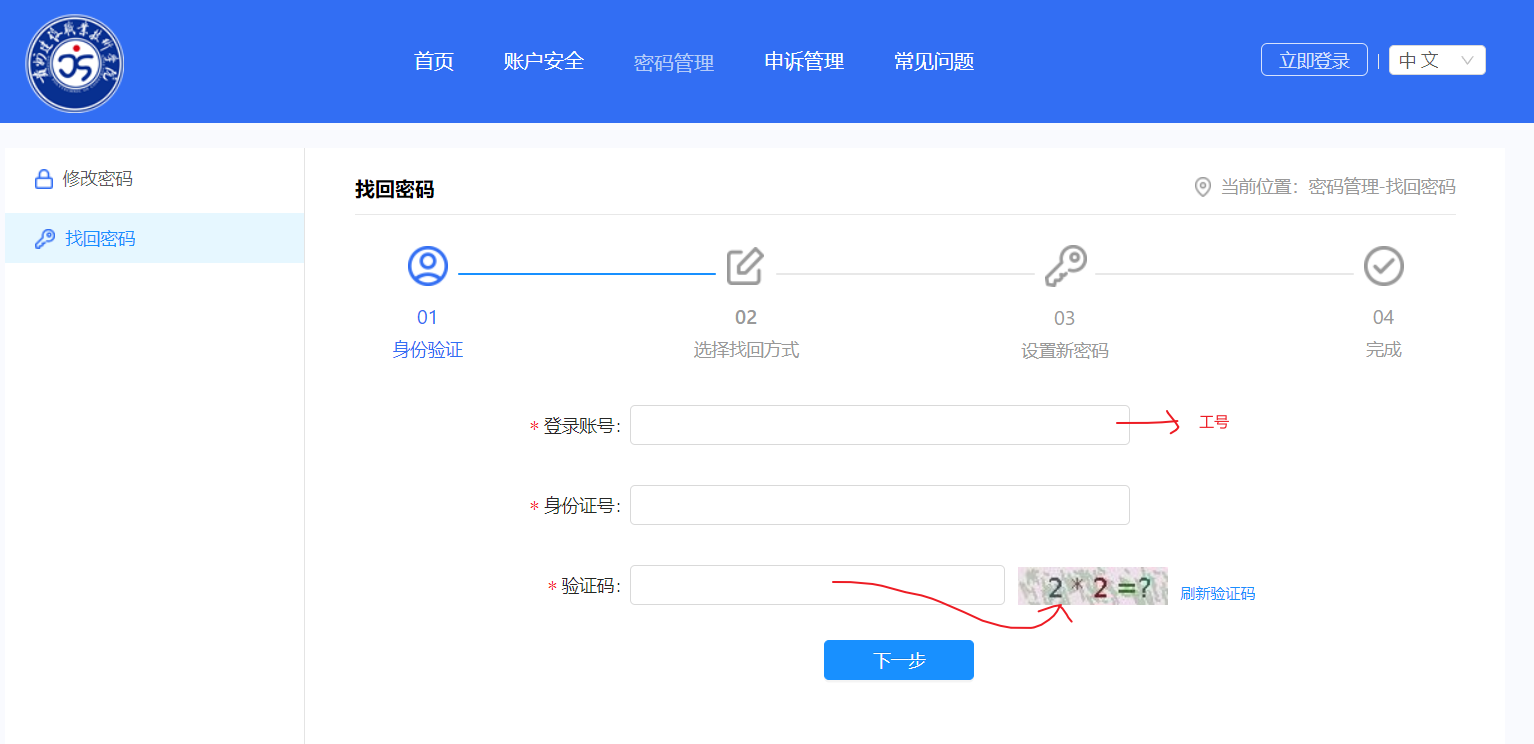 首页 账户安全 密码管理 申诉管理 常见问题 立即登录 | 中 文
修改密码
找回密码
找回密码
当前位置：密码管理-找回密码
01 02 03 04
身份验证 选择找回方式 设置新密码 完成
* 登录账号: 工号
* 身份证号:
* 验证码: 2 * 2 =? 刷新验证码
下一步